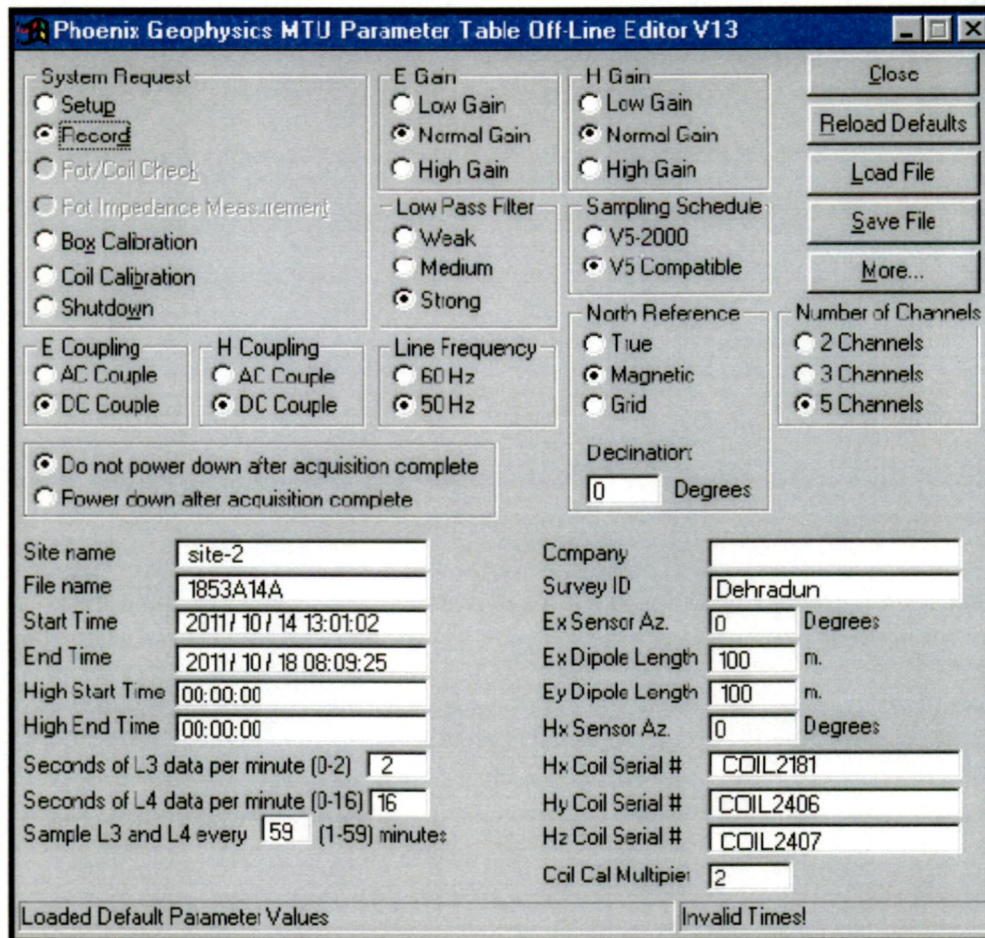 Phoenix Geophysics MTU Parameter Table Off-Line Editor V13
System Request
Setup
Record
Pot/Coil Check
Pot Impedance Measurement
Box Calibration
Coil Calibration
Shutdown
E Gain
Low Gain
Normal Gain
High Gain
H Gain
Low Gain
Normal Gain
High Gain
Close
Reload Defaults
Load File
Save File
More...
Low Pass Filter
Weak
Medium
Strong
Sampling Schedule
V5-2000
V5 Compatible
E Coupling
AC Couple
DC Couple
H Coupling
AC Couple
DC Couple
Line Frequency
60 Hz
50 Hz
North Reference
True
Magnetic
Grid
Declination:
0 Degrees
Number of Channels
2 Channels
3 Channels
5 Channels
Do not power down after acquisition complete
Power down after acquisition complete
Site name site-2
File name 1853A14A
Start Time 2011/ 10 / 14 13:01:02
End Time 2011/ 10 / 18 08:09:25
High Start Time 00:00:00
High End Time 00:00:00
Seconds of L3 data per minute (0-2) 2
Seconds of L4 data per minute (0-16) 16
Sample L3 and L4 every 59 (1-59) minutes
Company
Survey ID Dehradun
Ex Sensor Az. 0 Degrees
Ex Dipole Length 100 m.
Ey Dipole Length 100 m.
Hx Sensor Az. 0 Degrees
Hx Coil Serial # COIL2181
Hy Coil Serial # COIL2406
Hz Coil Serial # COIL2407
Coil Cal Multiplier 2
Loaded Default Parameter Values
Invalid Times!